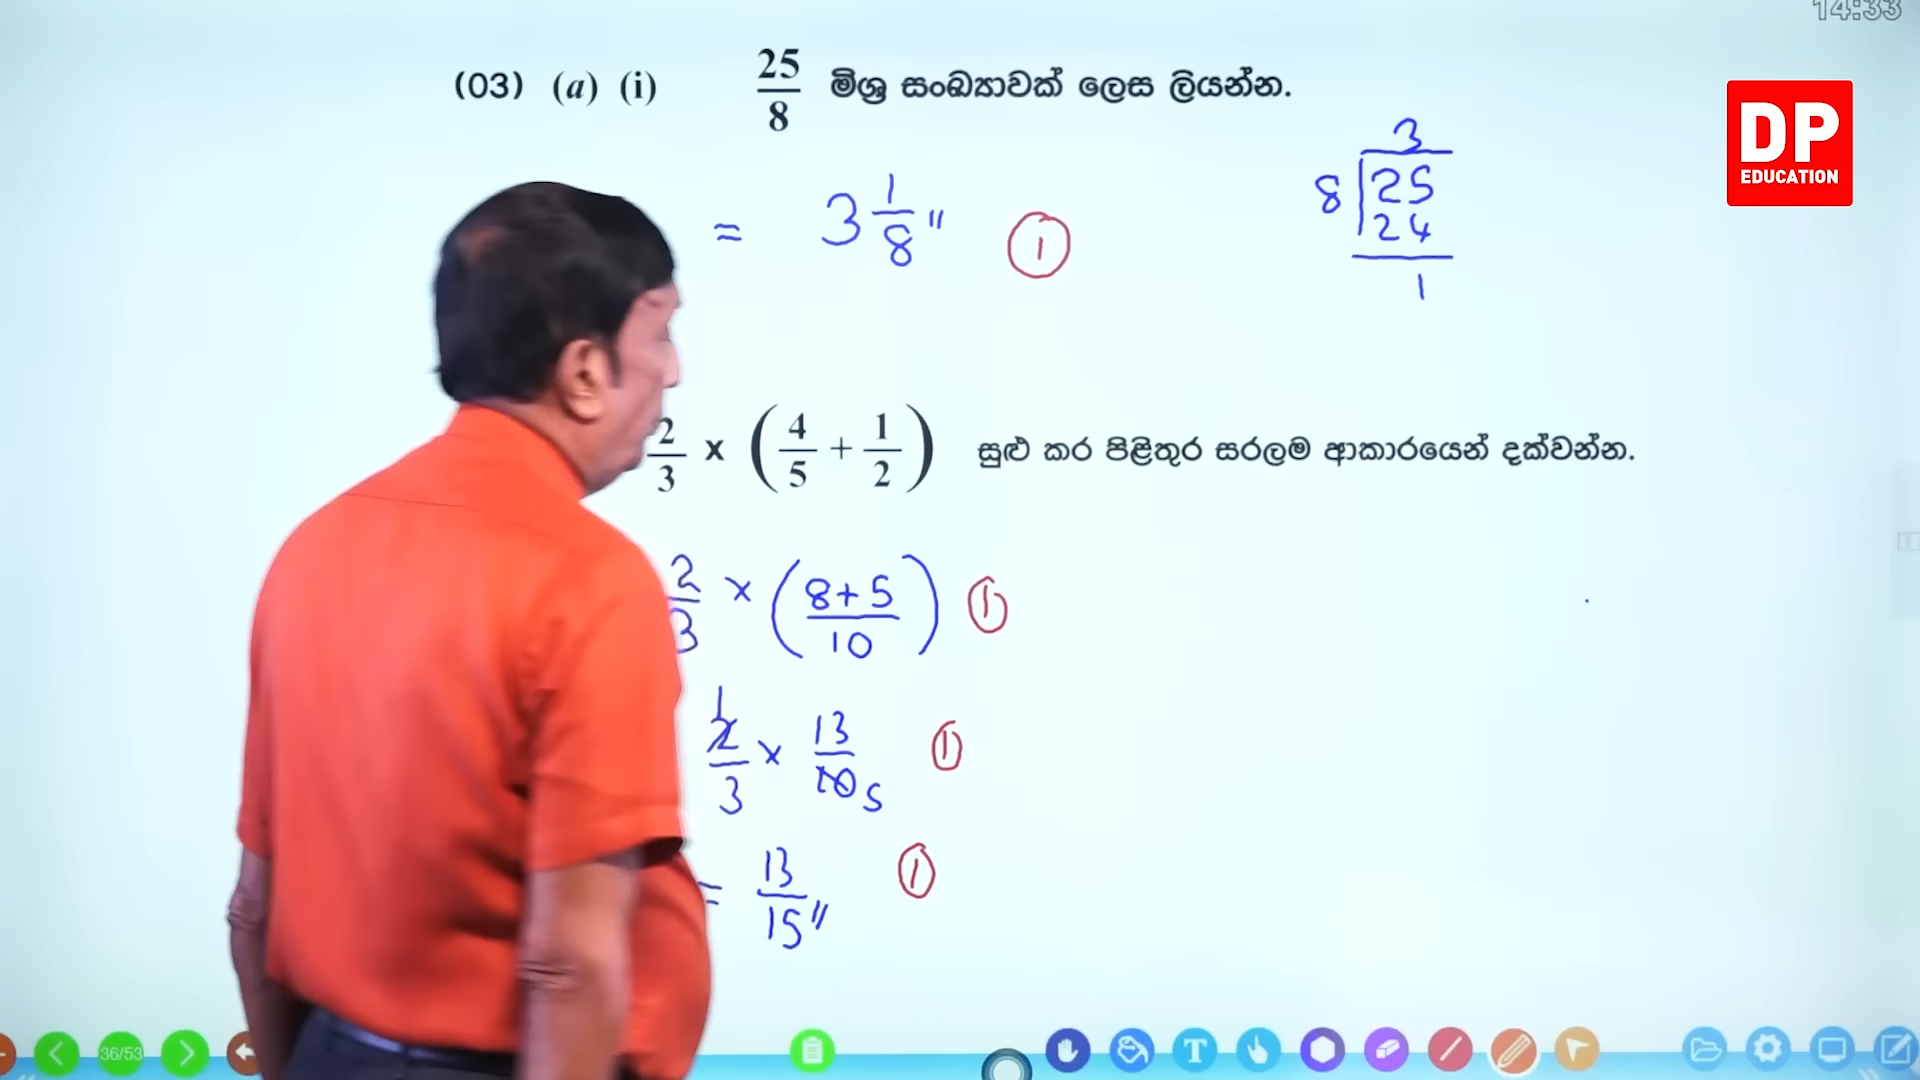 14:33
(03) (a) (i) 25/8 මිශ්‍ර සංඛ්‍යාවක් ලෙස ලියන්න.
DP
EDUCATION
= 3 1/8 " ①
3
8 25
24
1
2/3 x (4/5 + 1/2) සුළු කර පිළිතුර සරලම ආකාරයෙන් දක්වන්න.
2/3 × (8+5/10) ①
1
2/3 × 13/10 5 ①
= 13/15 " ①
36/53
T